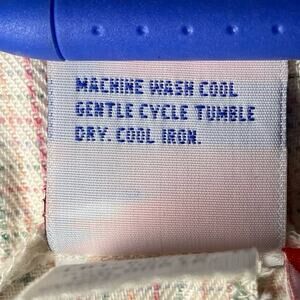 MACHINE WASH COOL
GENTLE CYCLE TUMBLE
DRY. COOL IRON.